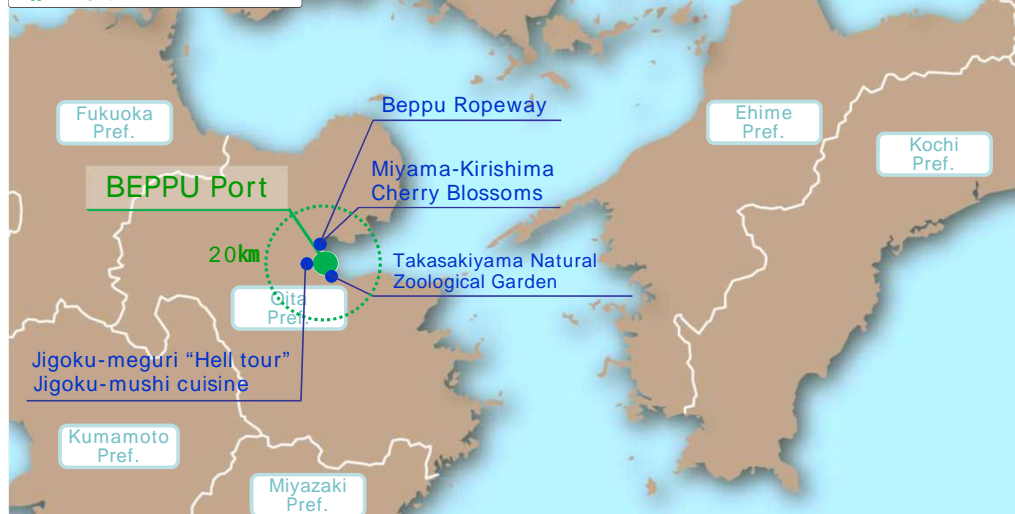 Beppu Ropeway
Fukuoka
Pref.
Ehime
Pref.
Kochi
Pref.
Miyama-Kirishima
Cherry Blossoms
BEPPU Port
20km
Takasakiyama Natural
Zoological Garden
Oita
Pref.
Jigoku-meguri “Hell tour”
Jigoku-mushi cuisine
Kumamoto
Pref.
Miyazaki
Pref.